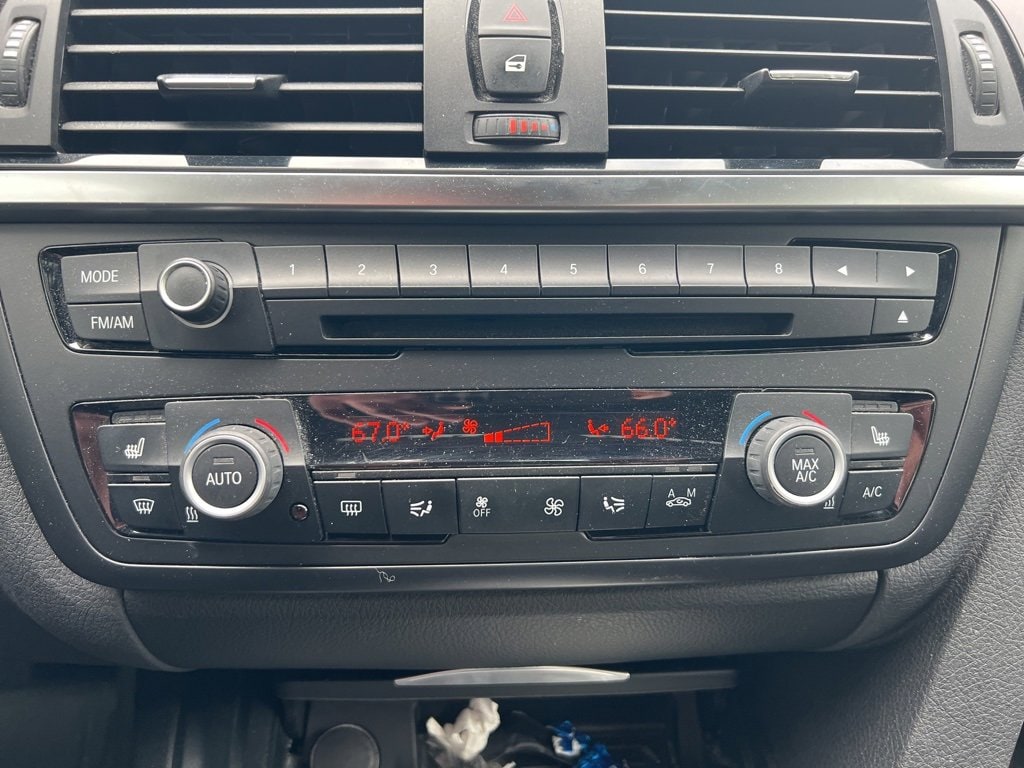 MODE 1 2 3 4 5 6 7 8
FM/AM
67.0° 66.0°
AUTO MAX
A/C
A/C
OFF A M